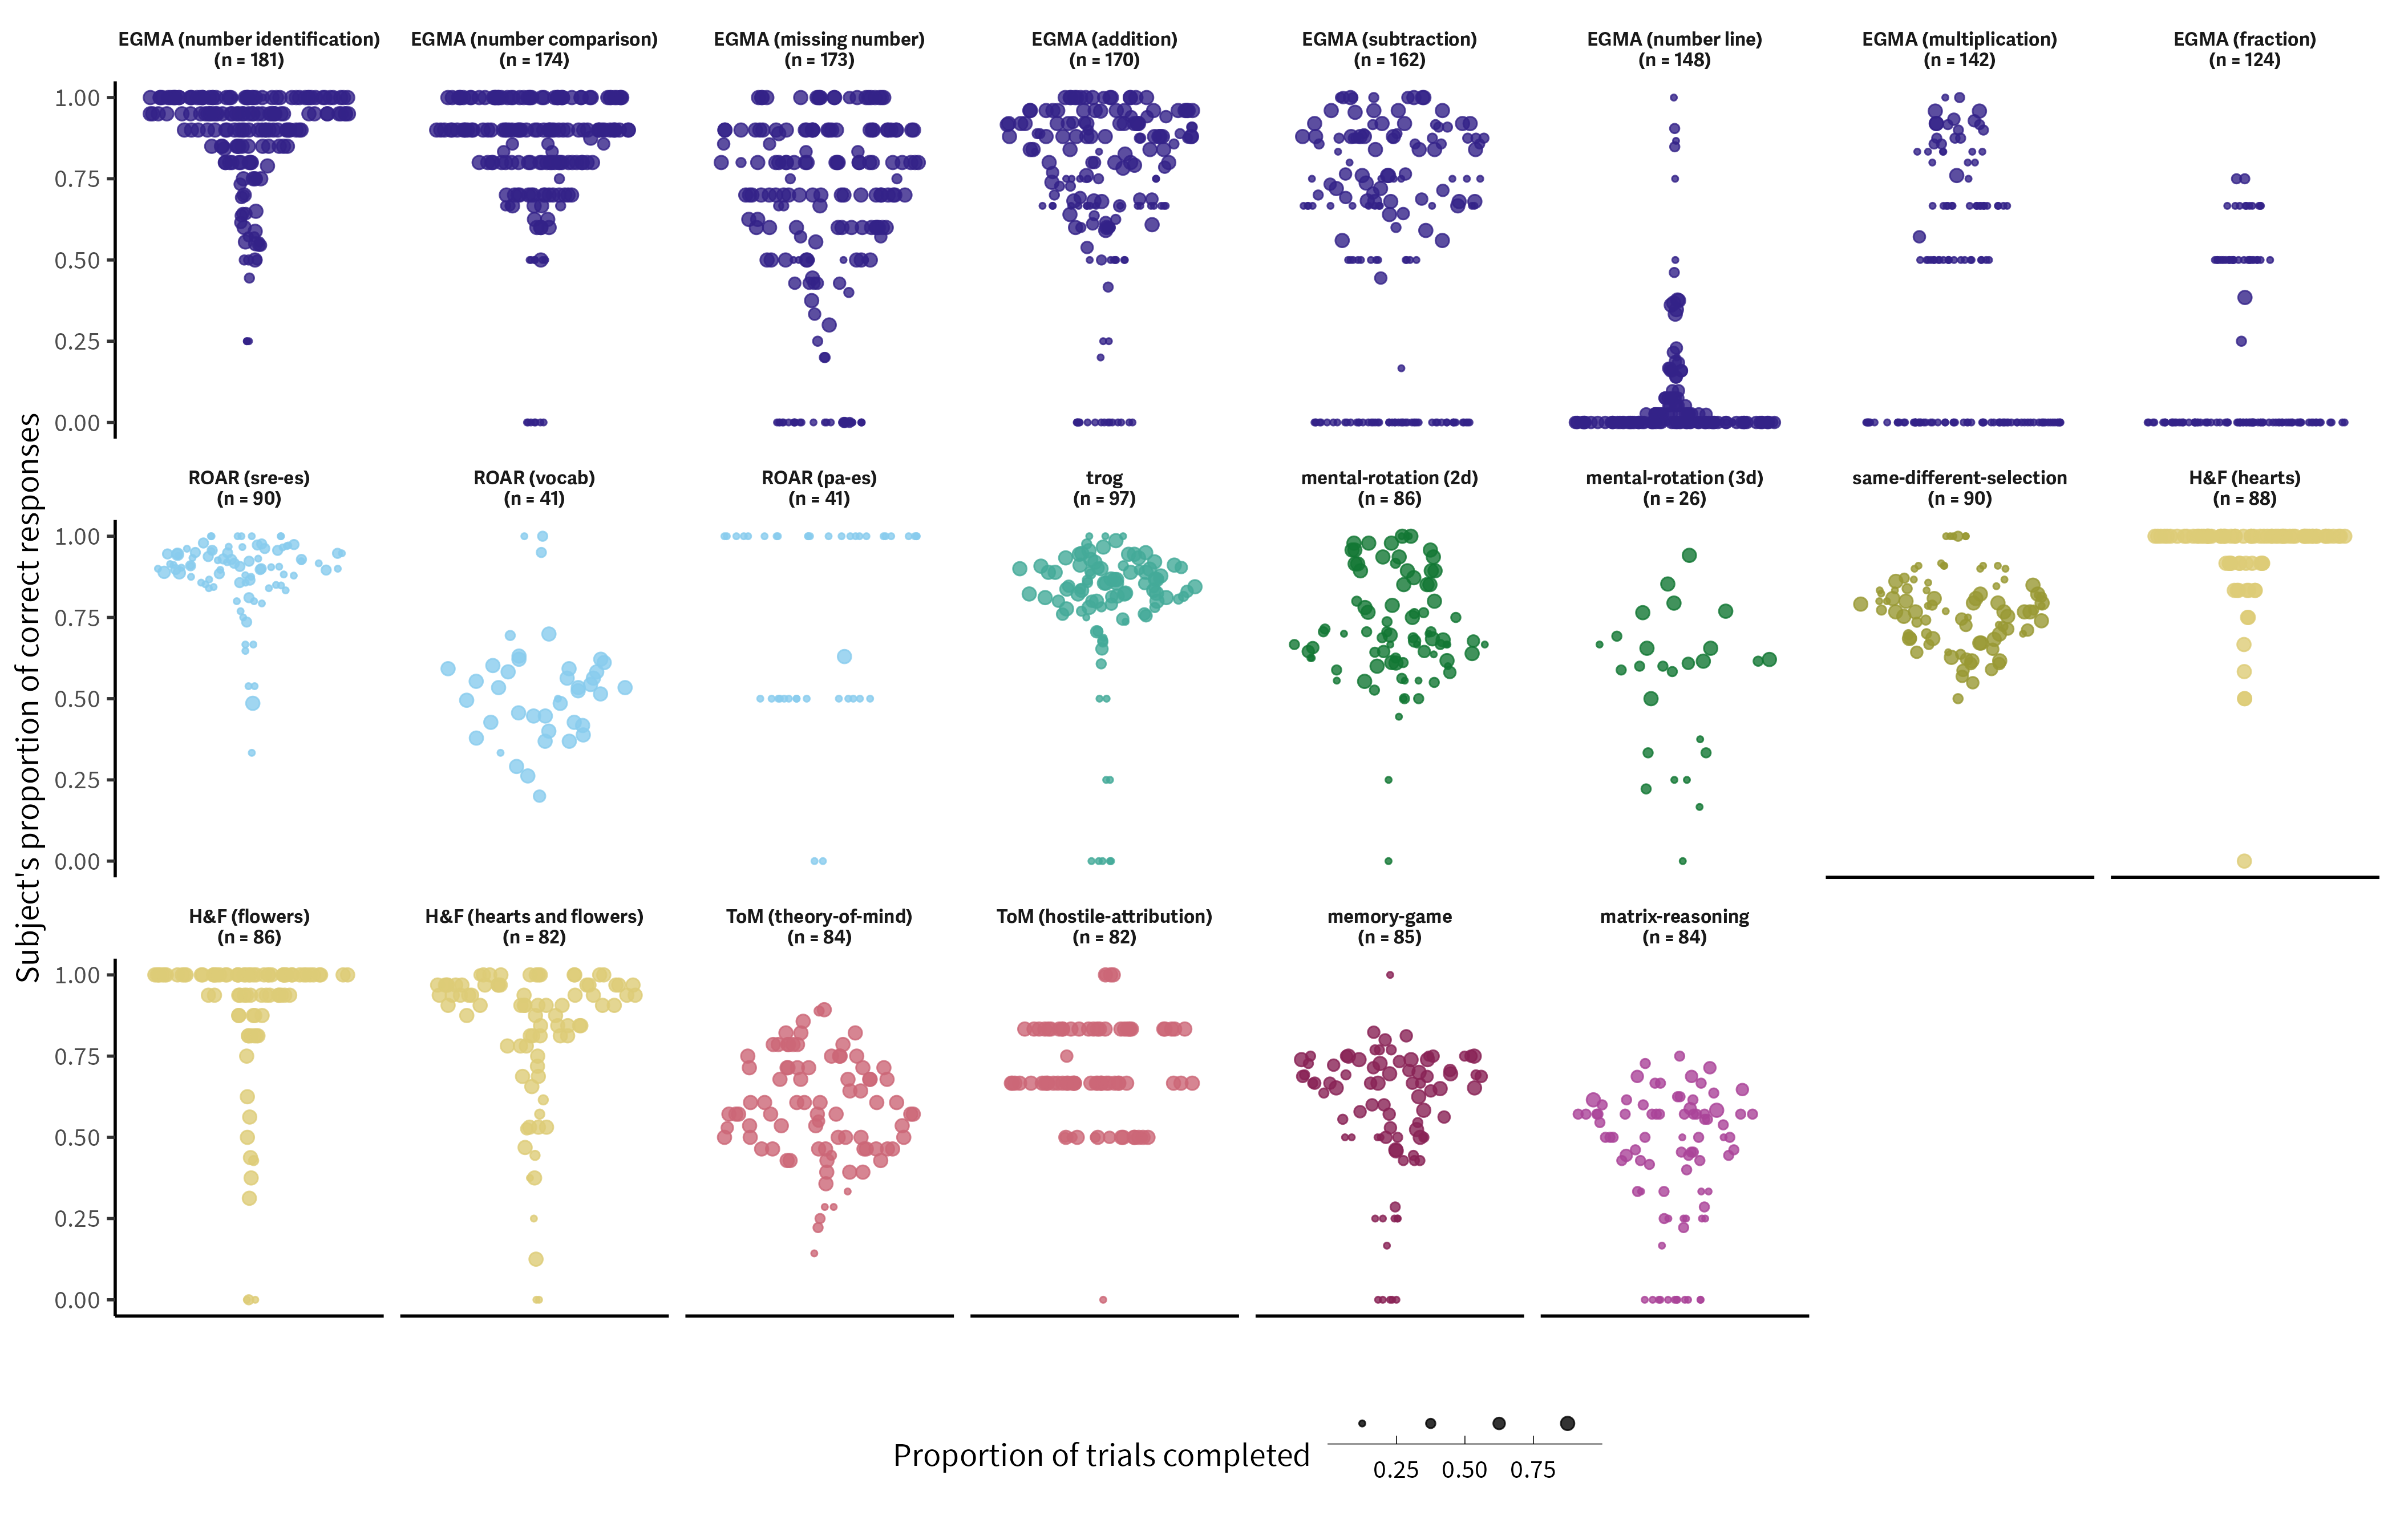 EGMA (number identification)
(n = 181)
EGMA (number comparison)
(n = 174)
EGMA (missing number)
(n = 173)
EGMA (addition)
(n = 170)
EGMA (subtraction)
(n = 162)
EGMA (number line)
(n = 148)
EGMA (multiplication)
(n = 142)
EGMA (fraction)
(n = 124)
1.00
0.75
0.50
0.25
0.00
ROAR (sre-es)
(n = 90)
ROAR (vocab)
(n = 41)
ROAR (pa-es)
(n = 41)
trog
(n = 97)
mental-rotation (2d)
(n = 86)
mental-rotation (3d)
(n = 26)
same-different-selection
(n = 90)
H&F (hearts)
(n = 88)
1.00
0.75
0.50
0.25
0.00
H&F (flowers)
(n = 86)
H&F (hearts and flowers)
(n = 82)
ToM (theory-of-mind)
(n = 84)
ToM (hostile-attribution)
(n = 82)
memory-game
(n = 85)
matrix-reasoning
(n = 84)
1.00
0.75
0.50
0.25
0.00
Subject's proportion of correct responses
Proportion of trials completed
0.25 0.50 0.75